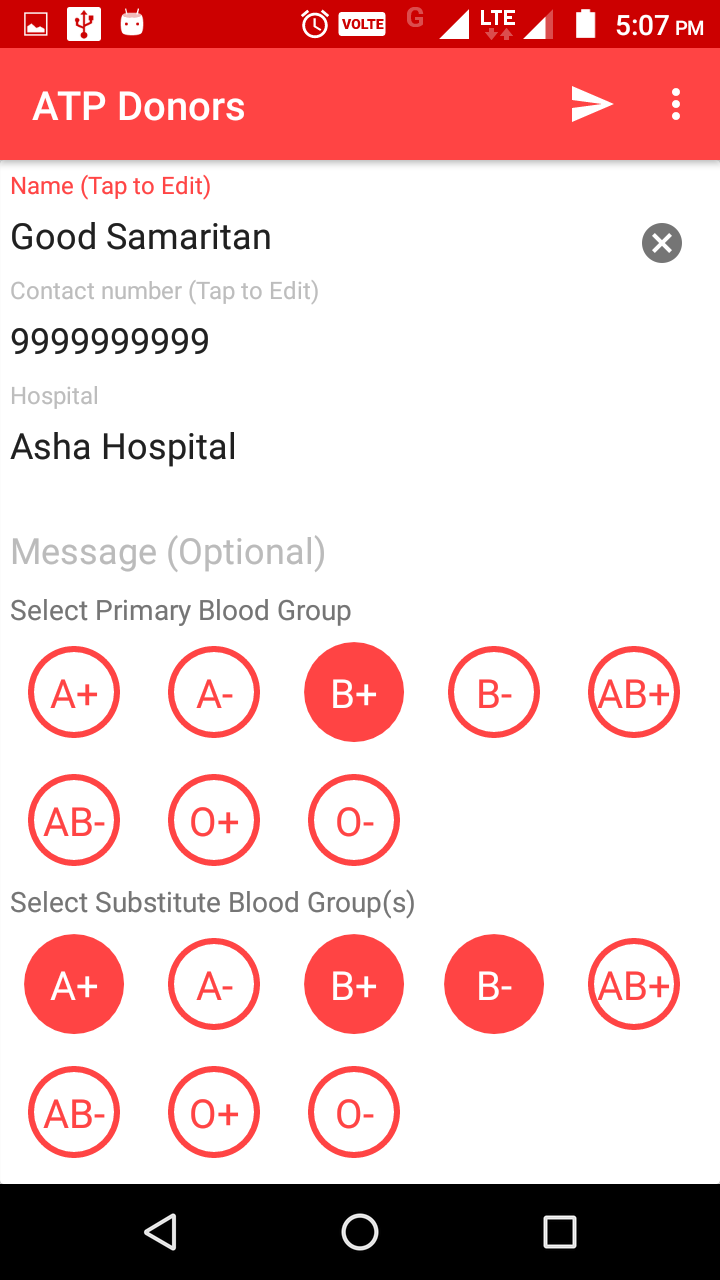 VOLTE G LTE 5:07 PM
ATP Donors
Name (Tap to Edit)
Good Samaritan
Contact number (Tap to Edit)
9999999999
Hospital
Asha Hospital
Message (Optional)
Select Primary Blood Group
A+ A- B+ B- AB+
AB- O+ O-
Select Substitute Blood Group(s)
A+ A- B+ B- AB+
AB- O+ O-